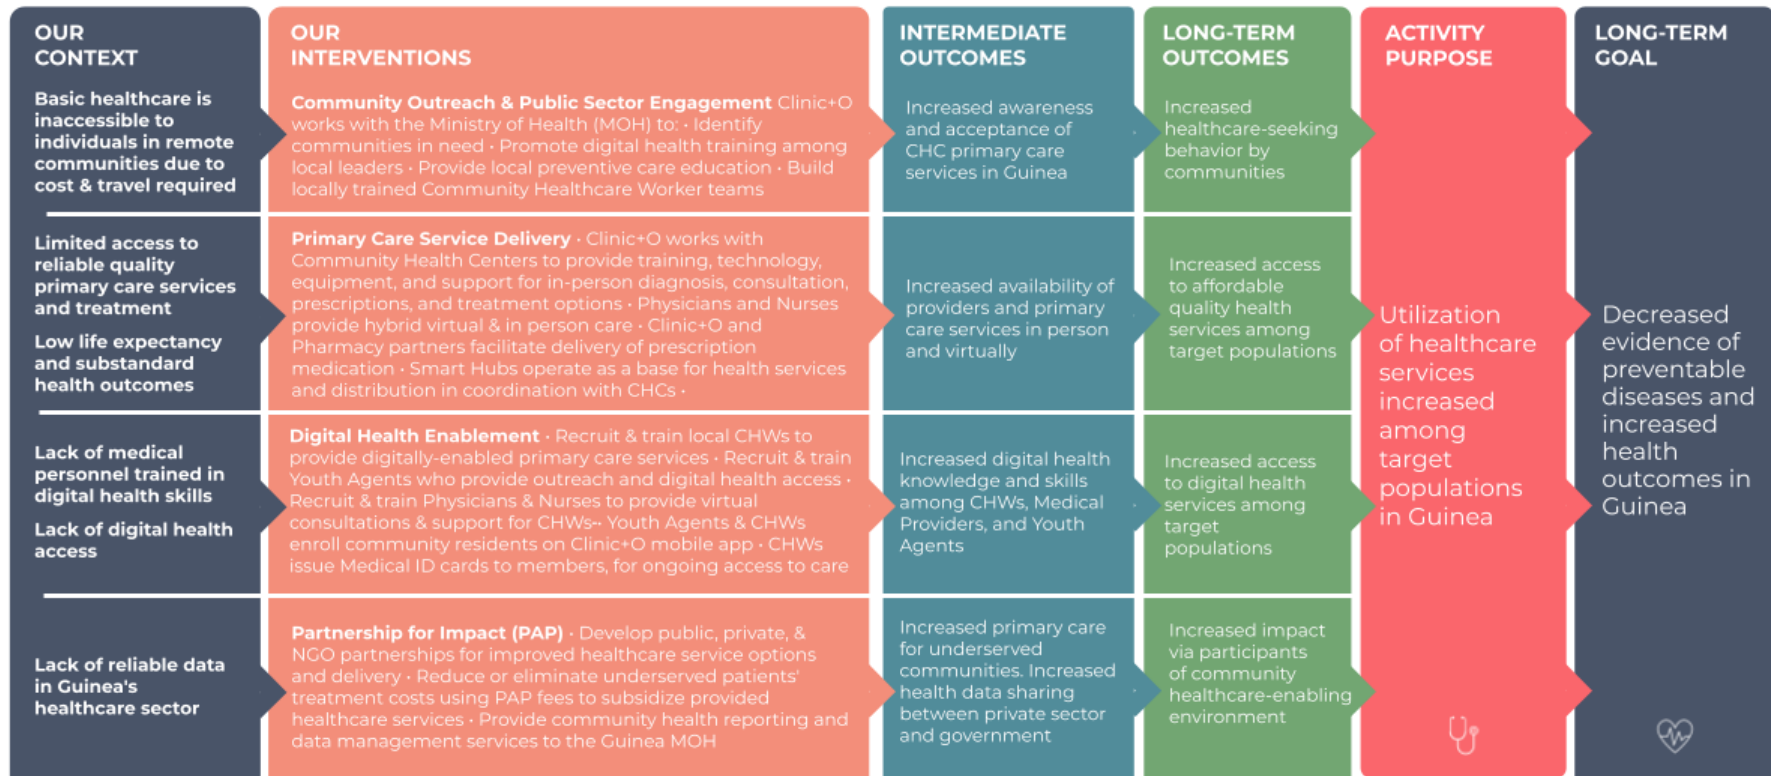 OUR
CONTEXT
Basic healthcare is
inaccessible to
individuals in remote
communities due to
cost & travel required
Limited access to
reliable quality
primary care services
and treatment
Low life expectancy
and substandard
health outcomes
Lack of medical
personnel trained in
digital health skills
Lack of digital health
access
Lack of reliable data
in Guinea's
healthcare sector
OUR
INTERVENTIONS
Community Outreach & Public Sector Engagement Clinic+O
works with the Ministry of Health (MOH) to: • Identify
communities in need • Promote digital health training among
local leaders • Provide local preventive care education • Build
locally trained Community Healthcare Worker teams
Primary Care Service Delivery • Clinic+O works with
Community Health Centers to provide training, technology,
equipment, and support for in-person diagnosis, consultation,
prescriptions, and treatment options • Physicians and Nurses
provide hybrid virtual & in person care • Clinic+O and
Pharmacy partners facilitate delivery of prescription
medication • Smart Hubs operate as a base for health services
and distribution in coordination with CHCs •
Digital Health Enablement • Recruit & train local CHWs to
provide digitally-enabled primary care services • Recruit & train
Youth Agents who provide outreach and digital health access •
Recruit & train Physicians & Nurses to provide virtual
consultations & support for CHWs•• Youth Agents & CHWs
enroll community residents on Clinic+O mobile app • CHWs
issue Medical ID cards to members, for ongoing access to care
Partnership for Impact (PAP) • Develop public, private, &
NGO partnerships for improved healthcare service options
and delivery • Reduce or eliminate underserved patients'
treatment costs using PAP fees to subsidize provided
healthcare services • Provide community health reporting and
data management services to the Guinea MOH
INTERMEDIATE
OUTCOMES
Increased awareness
and acceptance of
CHC primary care
services in Guinea
Increased availability of
providers and primary
care services in person
and virtually
Increased digital health
knowledge and skills
among CHWs, Medical
Providers, and Youth
Agents
Increased primary care
for underserved
communities. Increased
health data sharing
between private sector
and government
LONG-TERM
OUTCOMES
Increased
healthcare-seeking
behavior by
communities
Increased access
to affordable
quality health
services among
target populations
Increased access
to digital health
services among
target
populations
Increased impact
via participants
of community
healthcare-enabling
environment
ACTIVITY
PURPOSE
Utilization
of healthcare
services
increased
among
target
populations
in Guinea
LONG-TERM
GOAL
Decreased
evidence of
preventable
diseases and
increased
health
outcomes in
Guinea